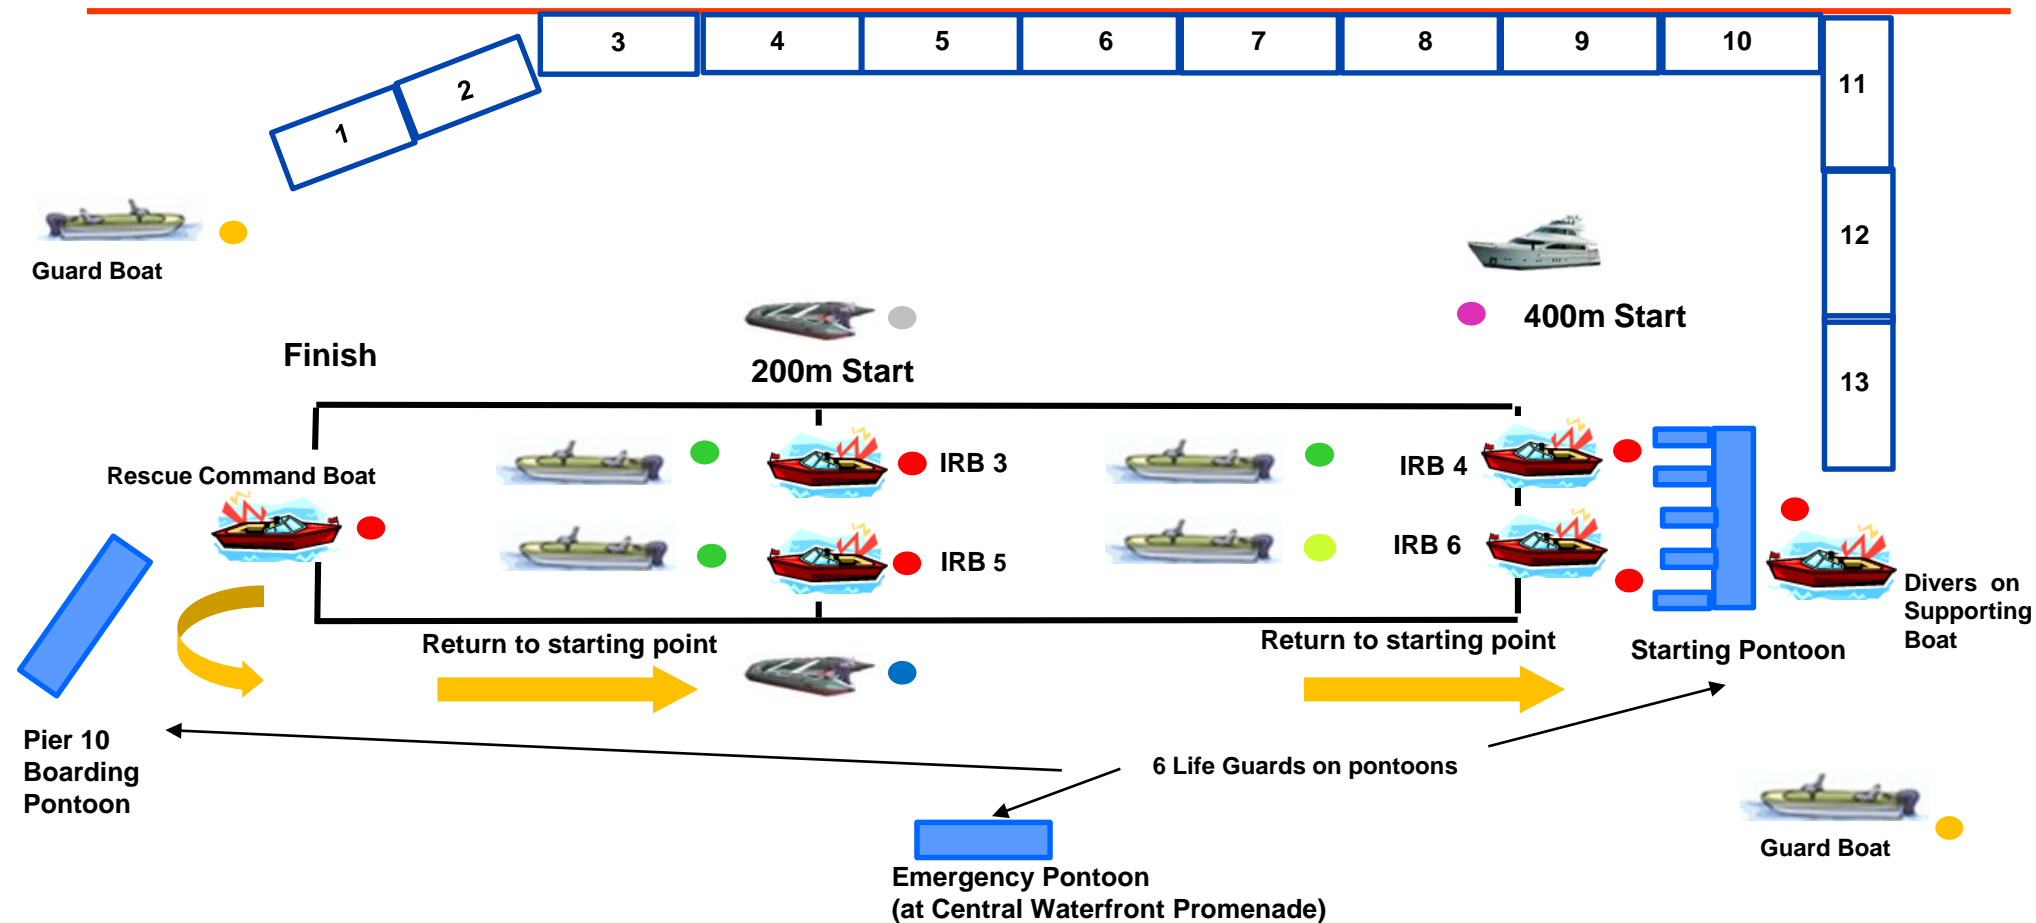 3
4
5
6
7
8
9
10
2
1
11
12
13
Guard Boat
400m Start
Finish
200m Start
Rescue Command Boat
IRB 3
IRB 4
IRB 5
IRB 6
Divers on
Supporting
Boat
Return to starting point
Return to starting point
Starting Pontoon
Pier 10
Boarding
Pontoon
6 Life Guards on pontoons
Guard Boat
Emergency Pontoon
(at Central Waterfront Promenade)